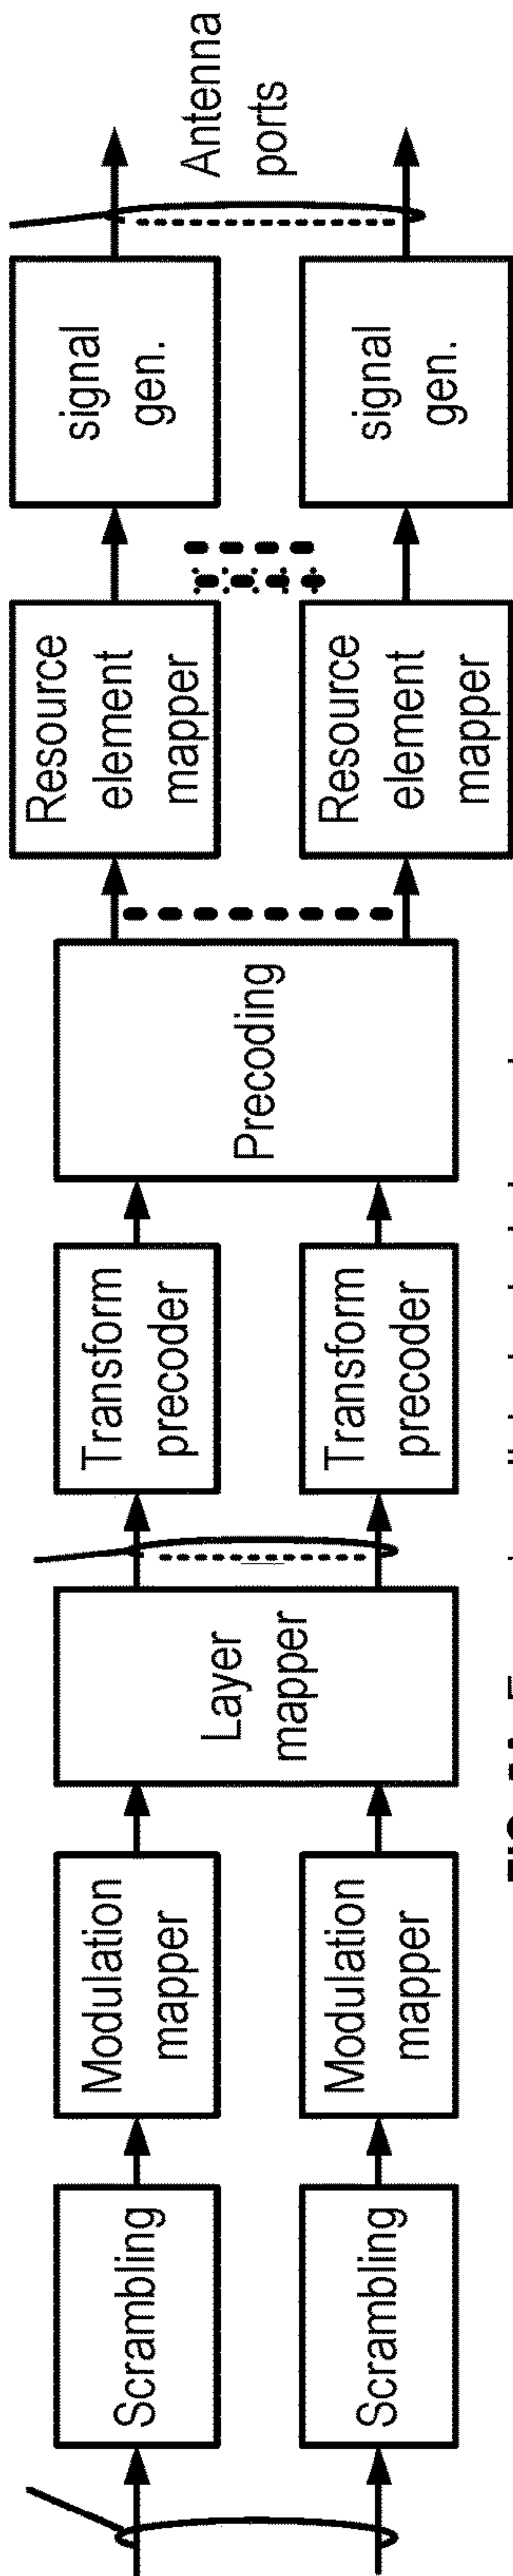 Scrambling
Scrambling
Modulation
mapper
Modulation
mapper
Layer
mapper
Transform
precoder
Transform
precoder
Precoding
Resource
element
mapper
Resource
element
mapper
signal
gen.
signal
gen.
Antenna
ports